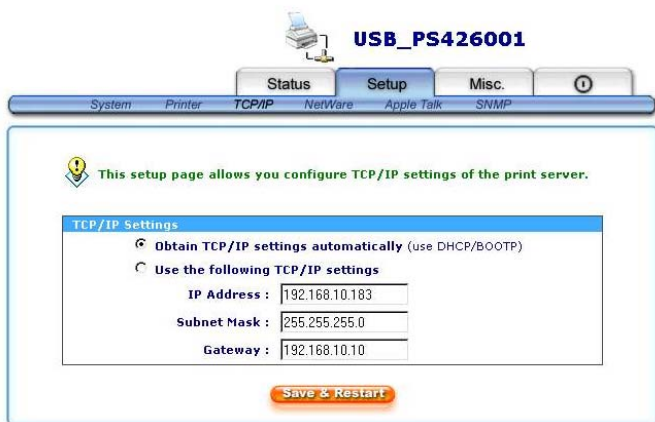 USB_PS426001
Status Setup Misc.
System Printer TCP/IP NetWare Apple Talk SNMP
This setup page allows you configure TCP/IP settings of the print server.
TCP/IP Settings
Obtain TCP/IP settings automatically (use DHCP/BOOTP)
Use the following TCP/IP settings
IP Address : 192.168.10.183
Subnet Mask : 255.255.255.0
Gateway : 192.168.10.10
Save & Restart